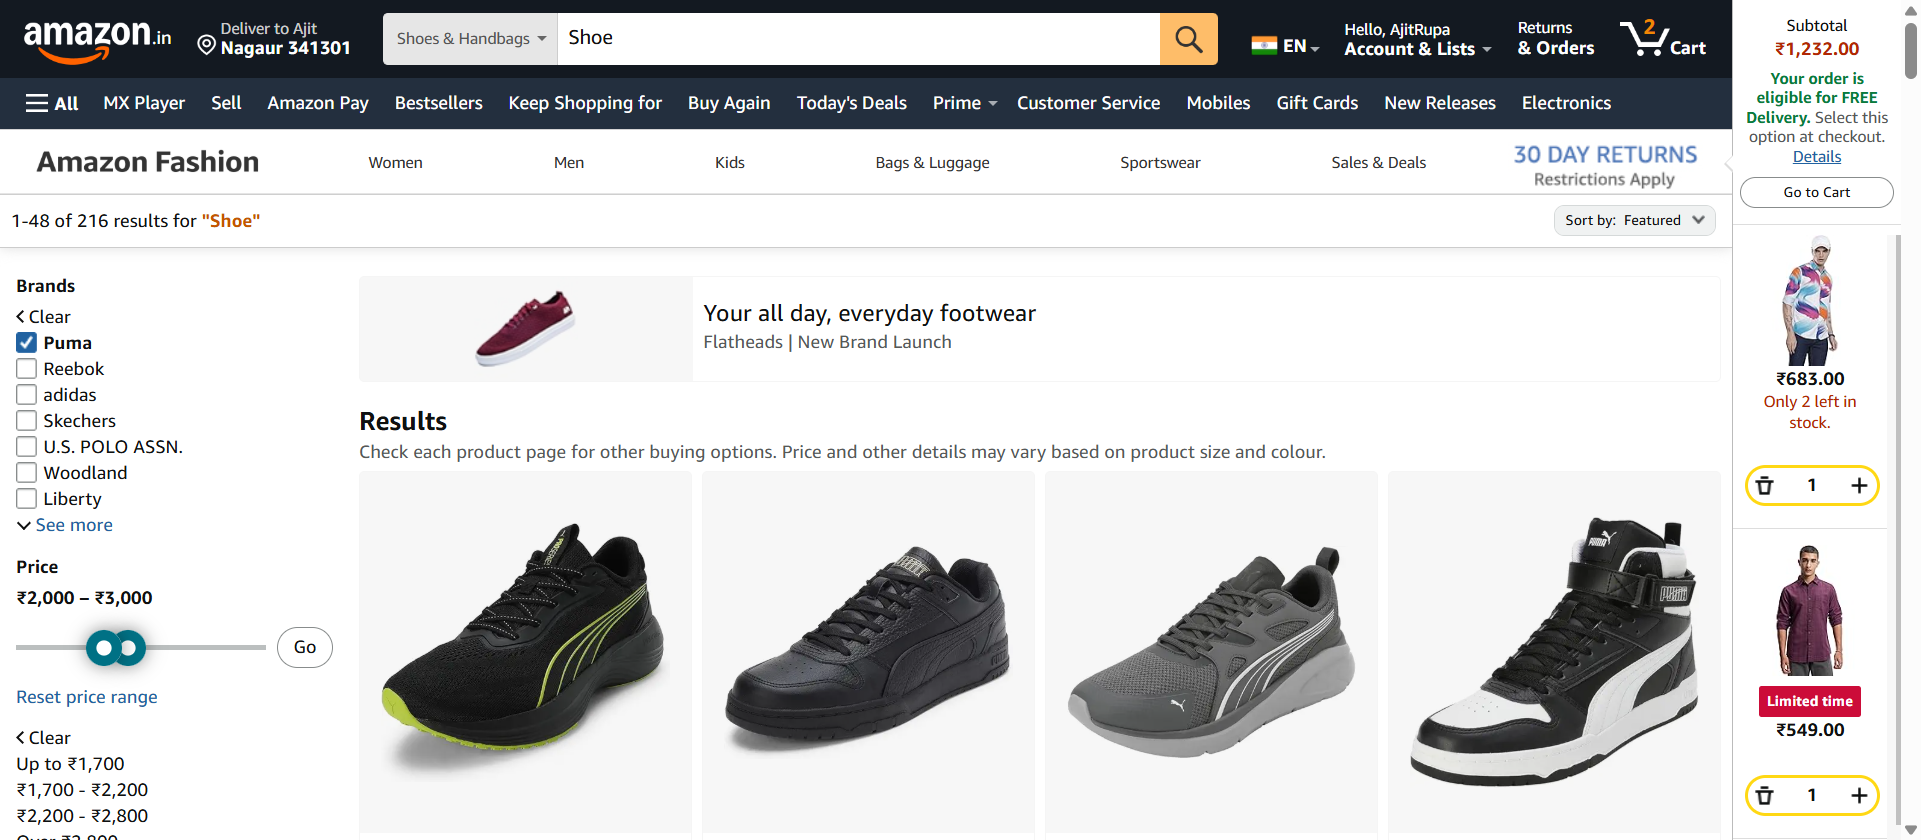 amazon.in
Deliver to Ajit
Nagaur 341301
Shoes & Handbags
Shoe
EN
Hello, AjitRupa
Account & Lists
Returns
& Orders
2
Cart
All
MX Player
Sell
Amazon Pay
Bestsellers
Keep Shopping for
Buy Again
Today's Deals
Prime
Customer Service
Mobiles
Gift Cards
New Releases
Electronics
Amazon Fashion
Women
Men
Kids
Bags & Luggage
Sportswear
Sales & Deals
30 DAY RETURNS
Restrictions Apply
1-48 of 216 results for "Shoe"
Sort by: Featured
Brands
Clear
Puma
Reebok
adidas
Skechers
U.S. POLO ASSN.
Woodland
Liberty
See more
Price
₹2,000 – ₹3,000
Go
Reset price range
Clear
Up to ₹1,700
₹1,700 - ₹2,200
₹2,200 - ₹2,800
Over ₹2,800
Your all day, everyday footwear
Flatheads | New Brand Launch
Results
Check each product page for other buying options. Price and other details may vary based on product size and colour.
PUMA
PUMA
Subtotal
₹1,232.00
Your order is
eligible for FREE
Delivery. Select this
option at checkout.
Details
Go to Cart
₹683.00
Only 2 left in
stock.
1
Limited time
₹549.00
1